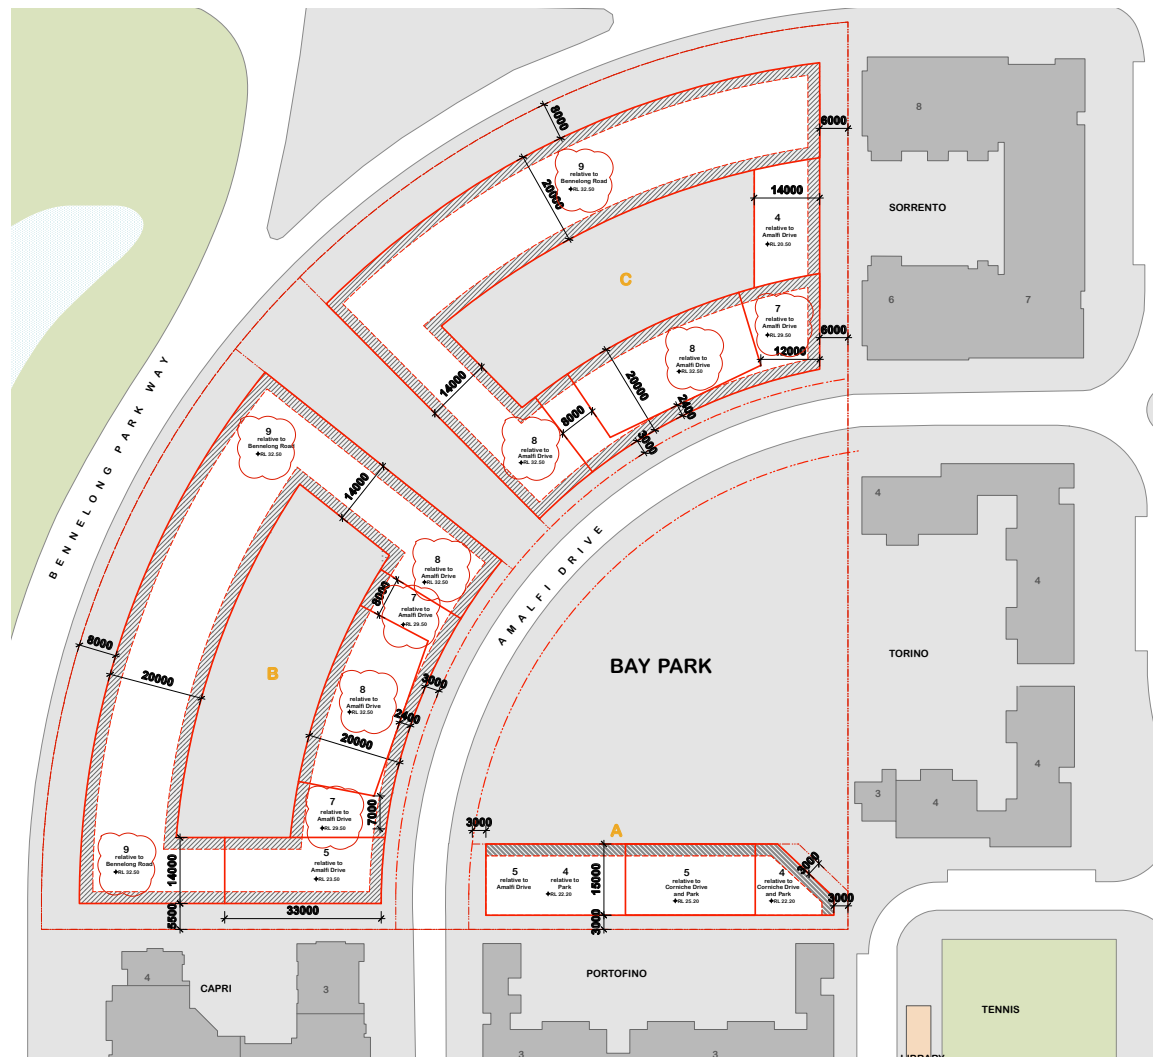 8
8000
6000
9
relative to
Bennelong Road
RL 32.50
20000
14000
SORRENTO
4
relative to
Amalfi Drive
RL 20.50
C
6
7
7
relative to
Amalfi Drive
RL 29.50
6000
12000
8
relative to
Amalfi Drive
RL 32.50
20000
2400
14000
8000
3000
8
relative to
Amalfi Drive
RL 32.50
BENNELONG PARK WAY
9
relative to
Bennelong Road
RL 32.50
14000
4
AMALFI DRIVE
8
relative to
Amalfi Drive
RL 32.50
4
7
relative to
Amalfi Drive
RL 29.50
8000
8000
BAY PARK
TORINO
B
20000
8
relative to
Amalfi Drive
RL 32.50
3000
2400
20000
4
3
4
7
relative to
Amalfi Drive
RL 29.50
7000
3000
A
9
relative to
Bennelong Road
RL 32.50
14000
5
relative to
Amalfi Drive
RL 23.50
5
relative to
Amalfi Drive
4
relative to
Park
RL 22.20
15000
5
relative to
Corniche Drive
and Park
RL 25.20
4
relative to
Corniche Drive
and Park
RL 22.20
3000
3000
5500
33000
3000
4
CAPRI
3
PORTOFINO
3
3
TENNIS
LIBRARY